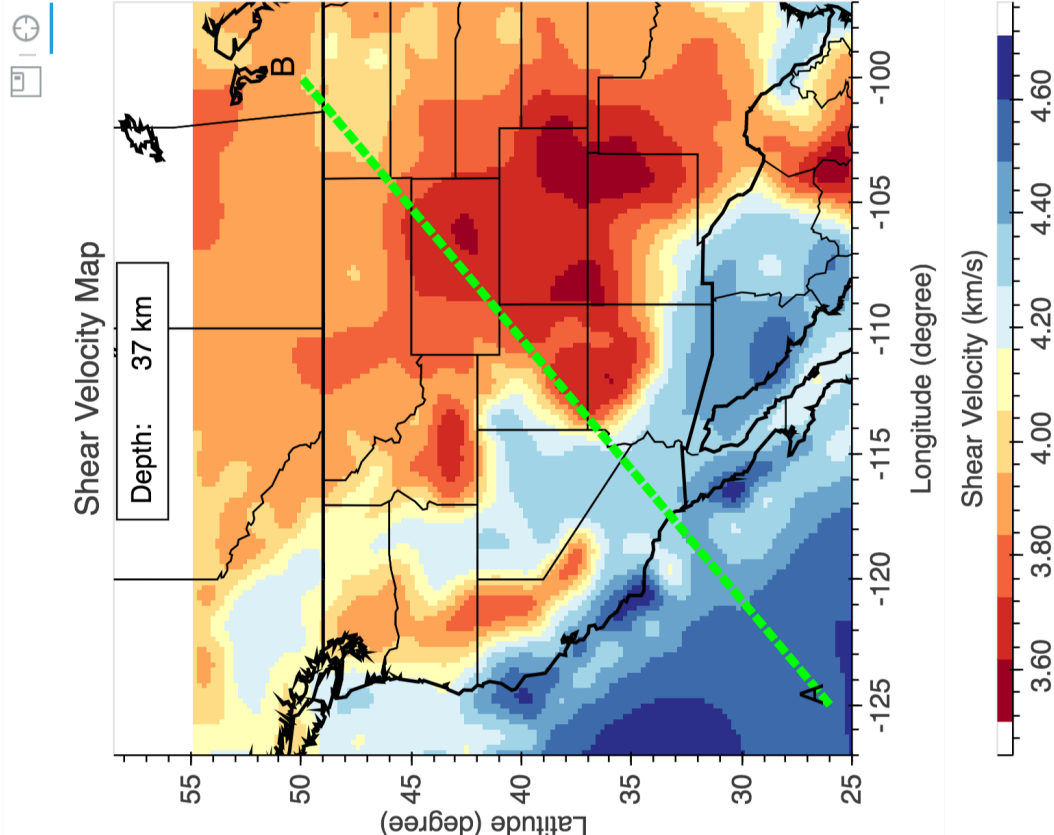 Shear Velocity Map
Depth: 37 km
B
A
55
50
45
40
35
30
25
Latitude (degree)
-125
-120
-115
-110
-105
-100
Longitude (degree)
Shear Velocity (km/s)
3.60
3.80
4.00
4.20
4.40
4.60